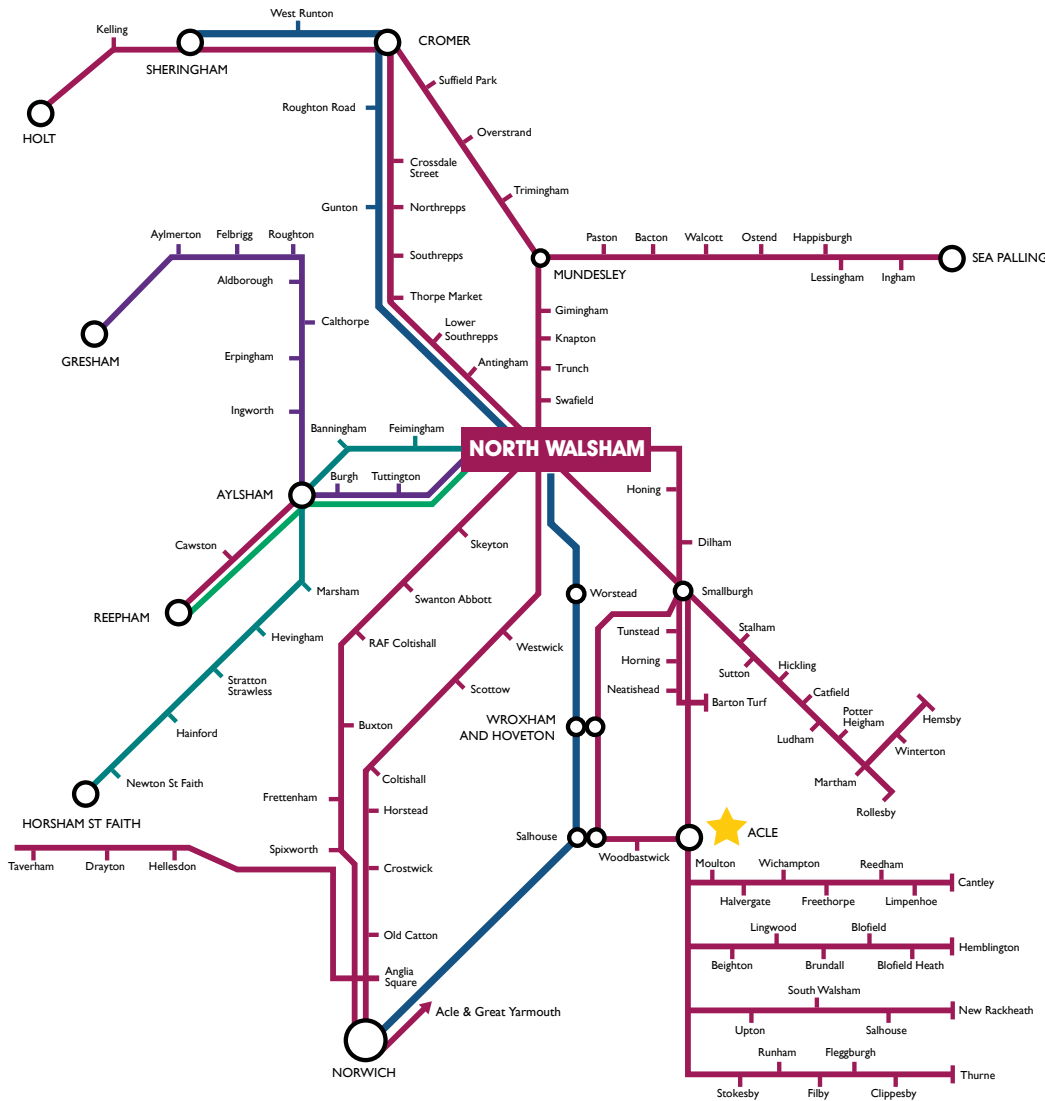 West Runton
Kelling
CROMER
SHERINGHAM
Suffield Park
Roughton Road
HOLT
Overstrand
Crossdale
Street
Trimingham
Gunton
Northrepps
Aylmerton
Felbrigg
Roughton
Paston
Bacton
Walcott
Ostend
Happisburgh
Southrepps
SEA PALLING
MUNDESLEY
Lessingham
Ingham
Aldborough
Thorpe Market
Gimingham
Calthorpe
Lower
Southrepps
Knapton
GRESHAM
Erpingham
Antingham
Trunch
Swafield
Ingworth
Banningham
Feimingham
NORTH WALSHAM
Burgh
Tuttington
Honing
AYLSHAM
Cawston
Skeyton
Dilham
Marsham
Worstead
Smallburgh
Swanton Abbott
REEPHAM
Hevingham
RAF Coltishall
Westwick
Tunstead
Stalham
Horning
Sutton
Hickling
Stratton
Strawless
Scottow
Neatishead
Catfield
Barton Turf
Potter
Heigham
Hemsby
Hainford
Buxton
WROXHAM
AND HOVETON
Ludham
Winterton
Newton St Faith
Coltishall
Martham
Frettenham
Horstead
Rollesby
HORSHAM ST FAITH
Salhouse
ACLE
Spixworth
Woodbastwick
Taverham
Drayton
Hellesdon
Crostwick
Moulton
Wichampton
Reedham
Cantley
Halvergate
Freethorpe
Limpenhoe
Old Catton
Lingwood
Blofield
Hemblington
Beighton
Brundall
Blofield Heath
Anglia
Square
South Walsham
Acle & Great Yarmouth
New Rackheath
Upton
Salhouse
Runham
Fleggburgh
NORWICH
Thurne
Stokesby
Filby
Clippesby